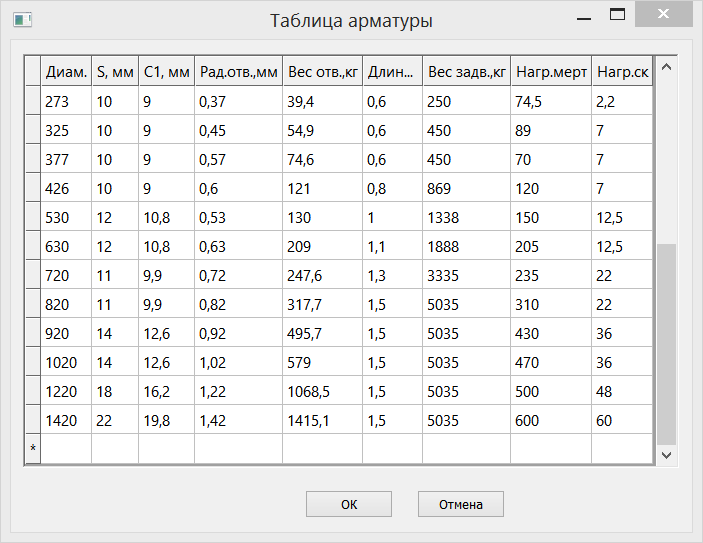 Таблица арматуры
Диам. S, мм C1, мм Рад.отв.,мм Вес отв.,кг Длин... Вес задв.,кг Нагр.мерт Нагр.ск
273 10 9 0,37 39,4 0,6 250 74,5 2,2
325 10 9 0,45 54,9 0,6 450 89 7
377 10 9 0,57 74,6 0,6 450 70 7
426 10 9 0,6 121 0,8 869 120 7
530 12 10,8 0,53 130 1 1338 150 12,5
630 12 10,8 0,63 209 1,1 1888 205 12,5
720 11 9,9 0,72 247,6 1,3 3335 235 22
820 11 9,9 0,82 317,7 1,5 5035 310 22
920 14 12,6 0,92 495,7 1,5 5035 430 36
1020 14 12,6 1,02 579 1,5 5035 470 36
1220 18 16,2 1,22 1068,5 1,5 5035 500 48
1420 22 19,8 1,42 1415,1 1,5 5035 600 60
*
ОК Отмена